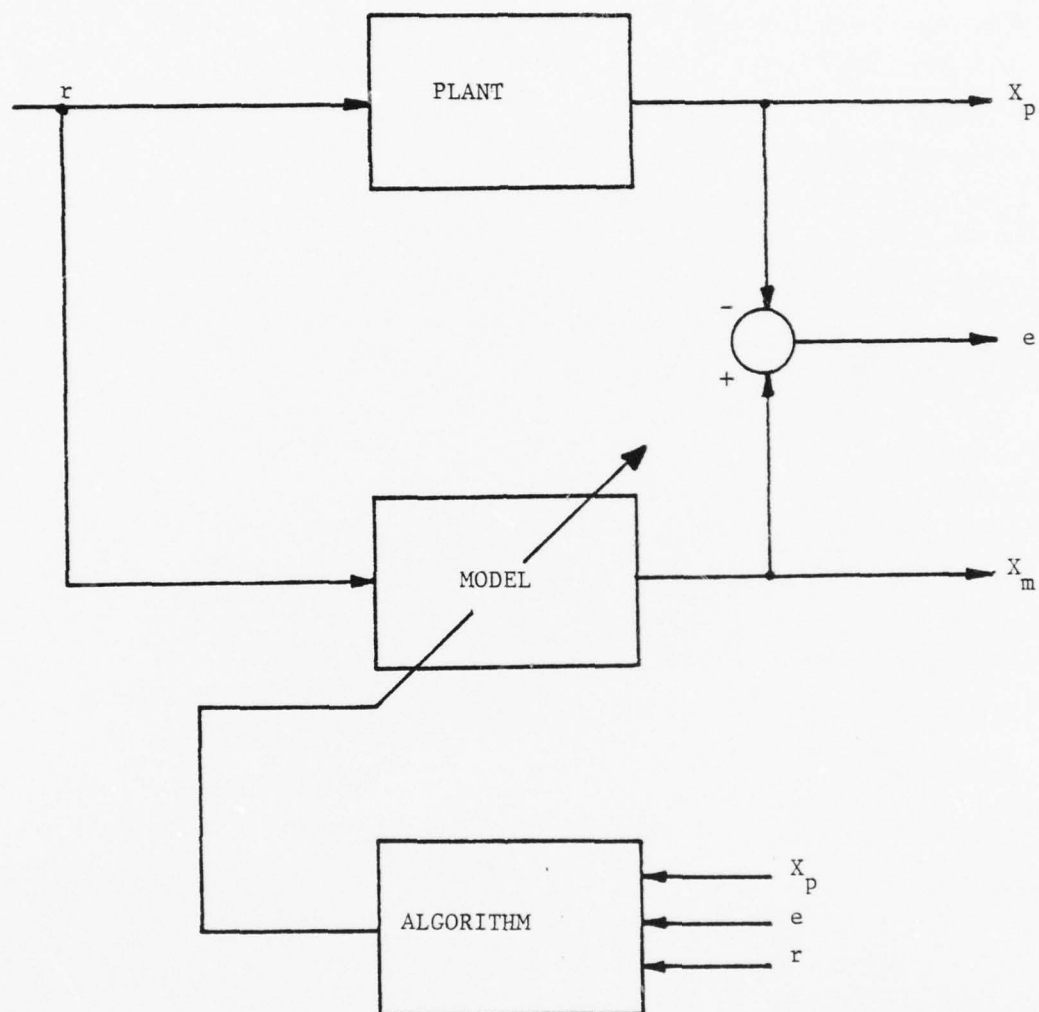 r
PLANT
X_p
-
e
+
MODEL
X_m
X_p
ALGORITHM
e
r